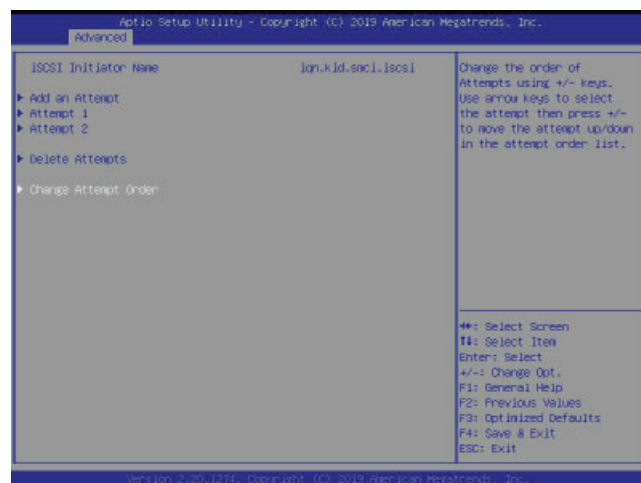 Aptio Setup Utility - Copyright (C) 2019 American Megatrends, Inc.
Advanced
iSCSI Initiator Name iqn.kid.smci.iscsi
Add an Attempt
Attempt 1
Attempt 2
Delete Attempts
Change Attempt Order
Change the order of
Attempts using +/- keys.
Use arrow keys to select
the attempt then press +/-
to move the attempt up/down
in the attempt order list.
: Select Screen
: Select Item
Enter: Select
+/-: Change Opt.
F1: General Help
F2: Previous Values
F3: Optimized Defaults
F4: Save & Exit
ESC: Exit
Version 2.20.1274. Copyright (C) 2019 American Megatrends, Inc.